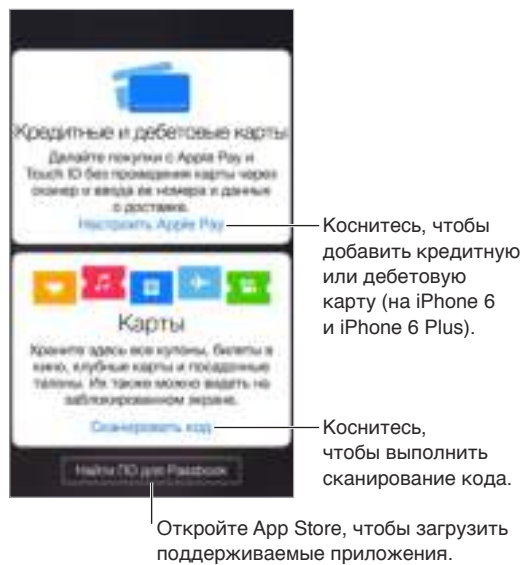 Кредитные и дебетовые карты
Делайте покупки с Apple Pay и
Touch ID без проведения карты через
сканер и ввода ее номера и данных
о доставке.
Настроить Apple Pay
Коснитесь, чтобы
добавить кредитную
или дебетовую
карту (на iPhone 6
и iPhone 6 Plus).
Карты
Храните здесь все купоны, билеты в
кино, клубные карты и посадочные
талоны. Их также можно видеть на
заблокированном экране.
Сканировать код
Коснитесь,
чтобы выполнить
сканирование кода.
Найти ПО для Passbook
Откройте App Store, чтобы загрузить
поддерживаемые приложения.